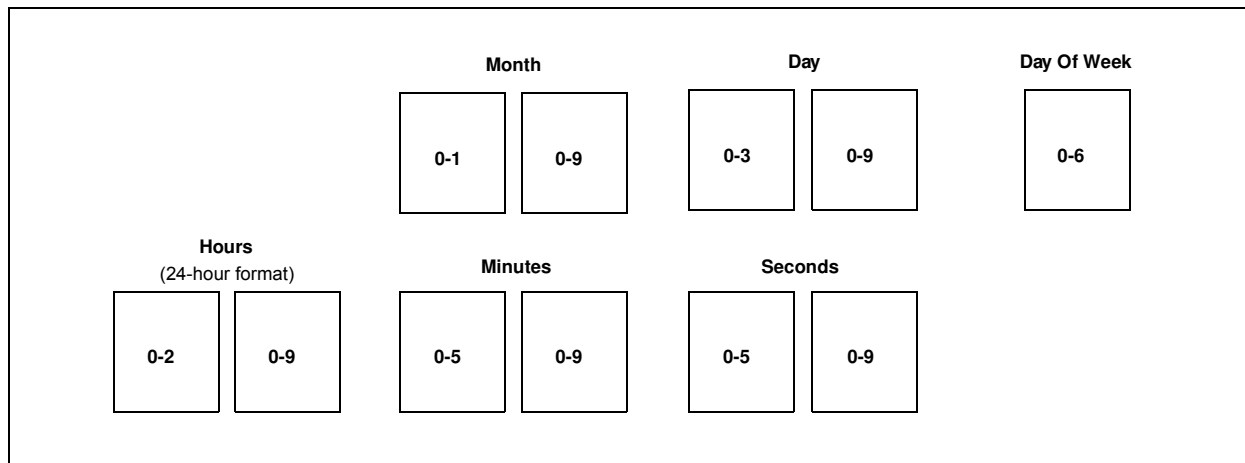 Month Day Day Of Week
0-1 0-9 0-3 0-9 0-6
Hours
(24-hour format)
Minutes Seconds
0-2 0-9 0-5 0-9 0-5 0-9